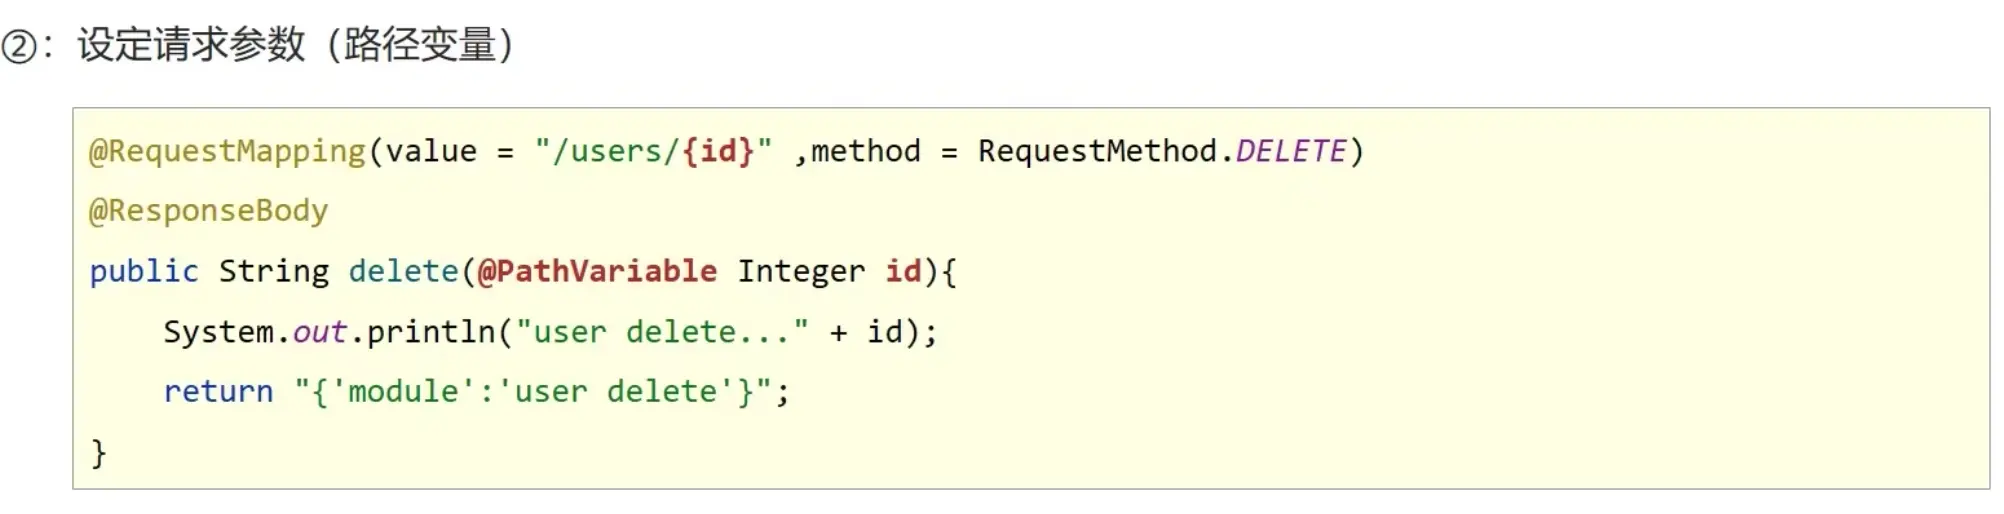 ②：设定请求参数（路径变量）
@RequestMapping(value = "/users/{id}" ,method = RequestMethod.DELETE)
@ResponseBody
public String delete(@PathVariable Integer id){
    System.out.println("user delete..." + id);
    return "{'module':'user delete'}";
}